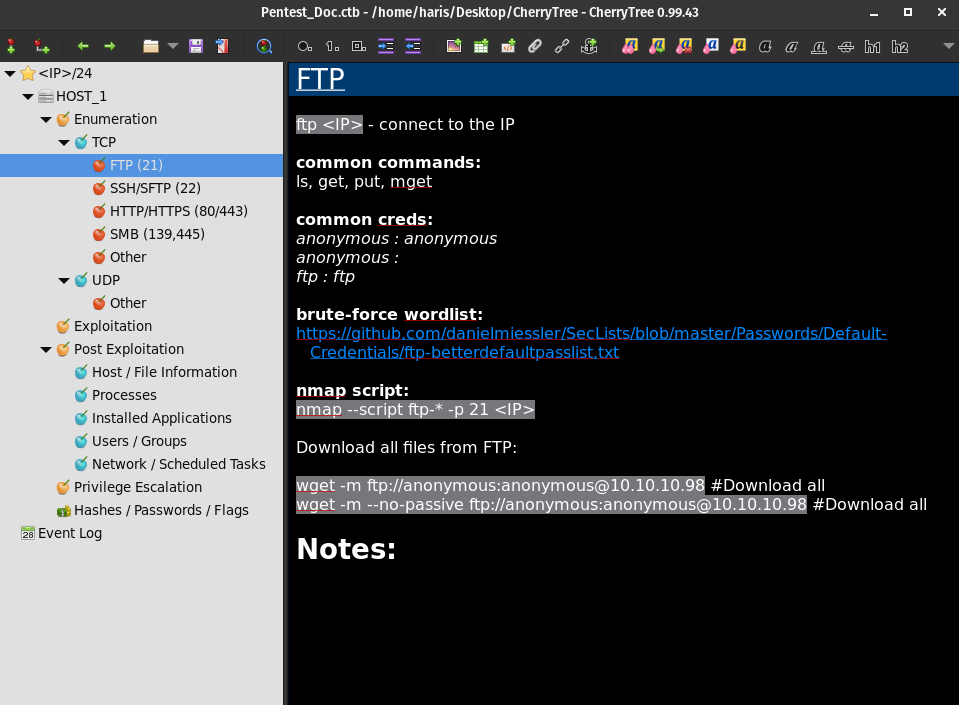 Pentest_Doc.ctb - /home/haris/Desktop/CherryTree - CherryTree 0.99.43
<IP>/24
HOST_1
Enumeration
TCP
FTP (21)
SSH/SFTP (22)
HTTP/HTTPS (80/443)
SMB (139,445)
Other
UDP
Other
Exploitation
Post Exploitation
Host / File Information
Processes
Installed Applications
Users / Groups
Network / Scheduled Tasks
Privilege Escalation
Hashes / Passwords / Flags
28 Event Log
FTP
ftp <IP> - connect to the IP
common commands:
ls, get, put, mget
common creds:
anonymous : anonymous
anonymous :
ftp : ftp
brute-force wordlist:
https://github.com/danielmiessler/SecLists/blob/master/Passwords/Default-
Credentials/ftp-betterdefaultpasslist.txt
nmap script:
nmap --script ftp-* -p 21 <IP>
Download all files from FTP:
wget -m ftp://anonymous:anonymous@10.10.10.98 #Download all
wget -m --no-passive ftp://anonymous:anonymous@10.10.10.98 #Download all
Notes: